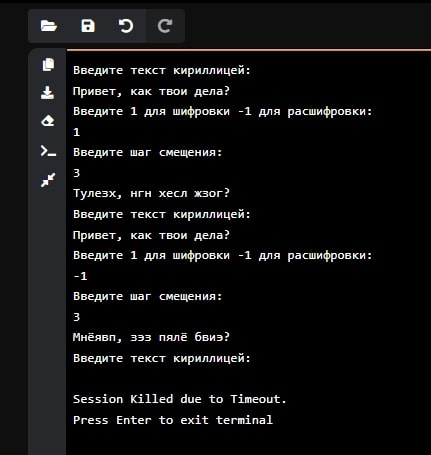 Введите текст кириллицей:
Привет, как твои дела?
Введите 1 для шифровки -1 для расшифровки:
1
Введите шаг смещения:
3
Тулезх, нгн хесл жзог?
Введите текст кириллицей:
Привет, как твои дела?
Введите 1 для шифровки -1 для расшифровки:
-1
Введите шаг смещения:
3
Мнёявп, зэз пялё бвиэ?
Введите текст кириллицей:
Session Killed due to Timeout.
Press Enter to exit terminal